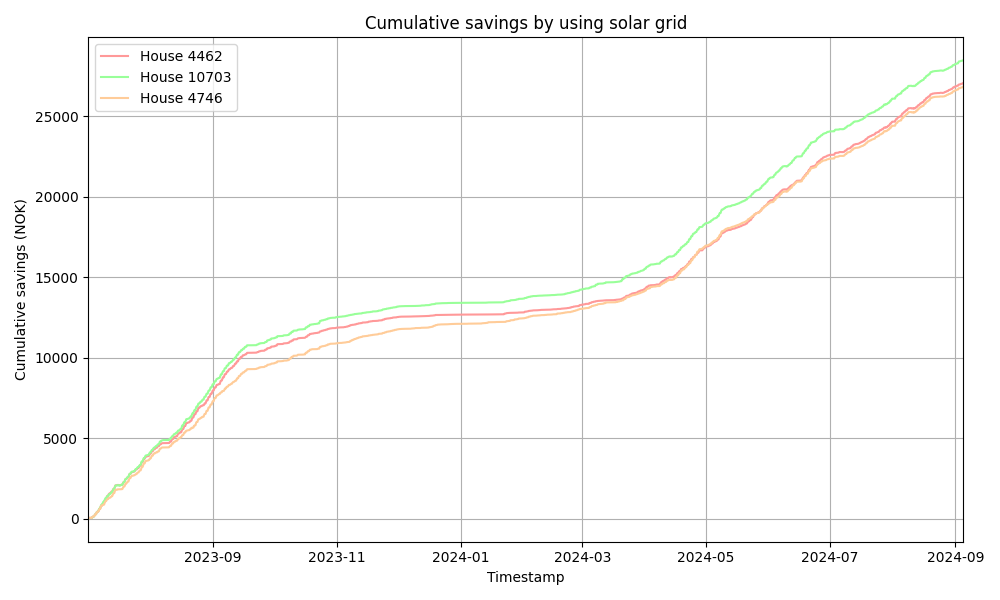 Cumulative savings by using solar grid
House 4462
House 10703
House 4746
Cumulative savings (NOK)
25000
20000
15000
10000
5000
0
2023-09
2023-11
2024-01
2024-03
2024-05
2024-07
2024-09
Timestamp